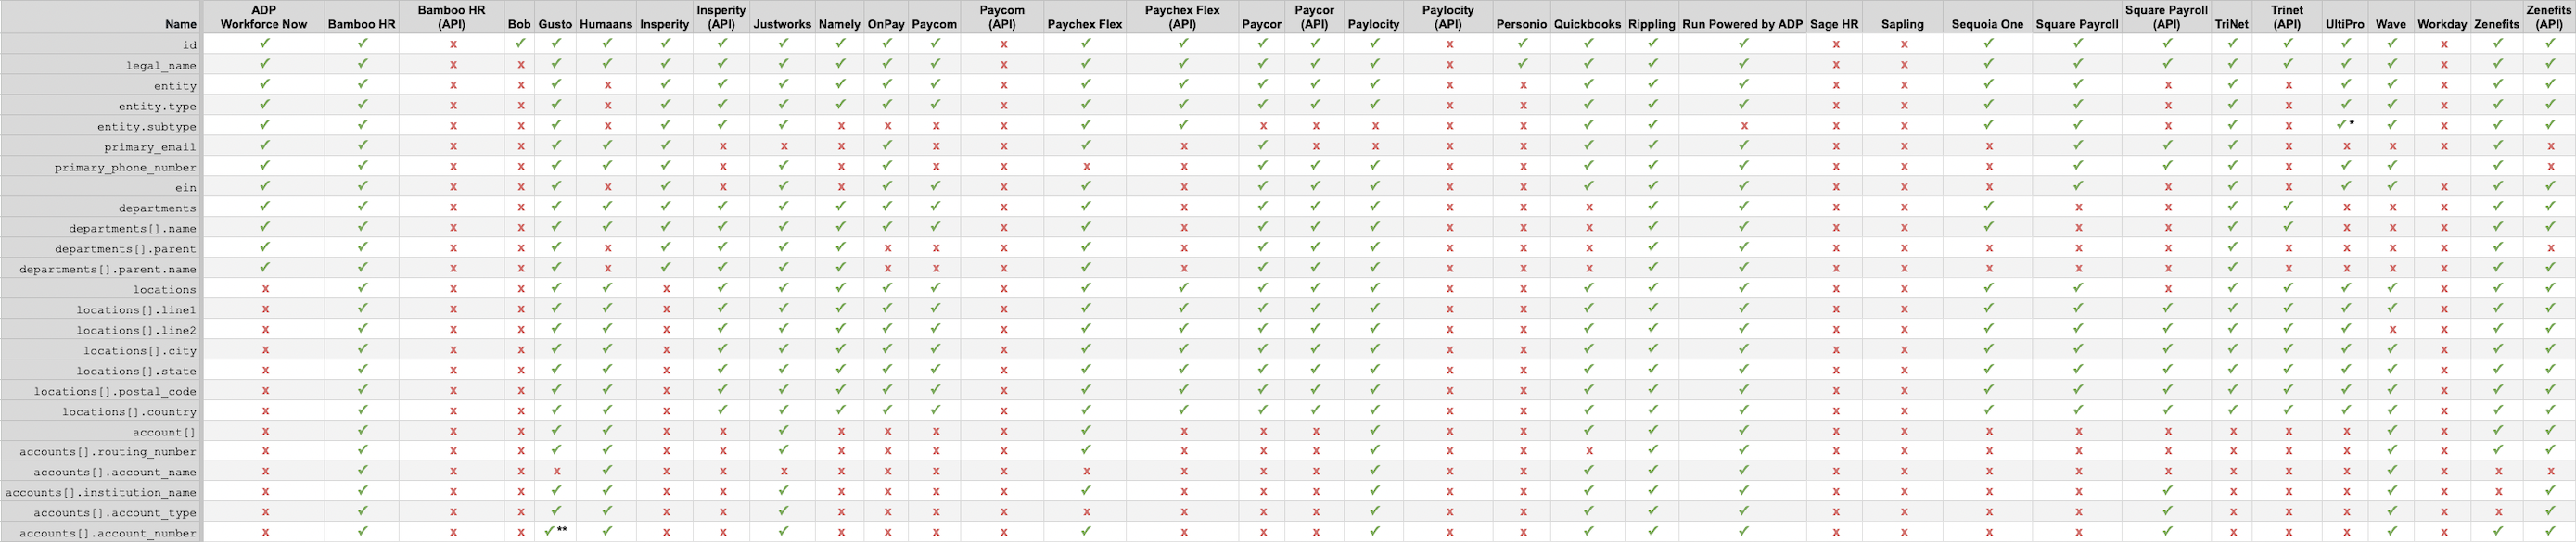 ADP Bamboo HR Insperity Paycom Paychex Flex Paycor Paylocity Square Payroll Trinet Zenefits
Name Workforce Now Bamboo HR (API) Bob Gusto Humaans Insperity (API) Justworks Namely OnPay Paycom (API) Paychex Flex (API) Paycor (API) Paylocity (API) Personio Quickbooks Rippling Run Powered by ADP Sage HR Sapling Sequoia One Square Payroll (API) TriNet (API) UltiPro Wave Workday Zenefits (API)
id ✓ ✓ x ✓ ✓ ✓ ✓ ✓ ✓ ✓ ✓ ✓ x ✓ ✓ ✓ ✓ ✓ x ✓ ✓ ✓ ✓ x x ✓ ✓ ✓ ✓ ✓ ✓ ✓ x ✓ ✓
legal_name ✓ ✓ x x ✓ ✓ ✓ ✓ ✓ ✓ ✓ ✓ x ✓ ✓ ✓ ✓ ✓ x ✓ ✓ ✓ ✓ x x ✓ ✓ ✓ ✓ ✓ ✓ ✓ x ✓ ✓
entity ✓ ✓ x x ✓ x ✓ ✓ ✓ ✓ ✓ ✓ x ✓ ✓ ✓ ✓ ✓ x x ✓ ✓ ✓ x x ✓ ✓ x ✓ x ✓ ✓ x ✓ ✓
entity.type ✓ ✓ x x ✓ x ✓ ✓ ✓ ✓ ✓ ✓ x ✓ ✓ ✓ ✓ ✓ x x ✓ ✓ ✓ x x ✓ ✓ x ✓ x ✓ ✓ x ✓ ✓
entity.subtype ✓ ✓ x x ✓ x ✓ ✓ ✓ x x x x ✓ ✓ x x x x x ✓ ✓ x x x ✓ ✓ x ✓ x ✓* ✓ x ✓ ✓
primary_email ✓ ✓ x x ✓ ✓ ✓ x x x ✓ x x ✓ x ✓ x x x x ✓ ✓ ✓ x x x ✓ ✓ ✓ x x x x ✓ x
primary_phone_number ✓ ✓ x x ✓ ✓ ✓ x ✓ x ✓ x x x x ✓ ✓ ✓ x x ✓ ✓ ✓ x x x ✓ ✓ ✓ x ✓ ✓ ✓ x
ein ✓ ✓ x x ✓ x ✓ x ✓ x ✓ ✓ x ✓ x ✓ ✓ ✓ x x ✓ ✓ ✓ x x x ✓ x ✓ x ✓ ✓ x ✓ ✓
departments ✓ ✓ x x ✓ ✓ ✓ ✓ ✓ ✓ ✓ ✓ x ✓ x ✓ ✓ ✓ x x x ✓ ✓ x x ✓ x x ✓ ✓ x x x ✓ ✓
departments[].name ✓ ✓ x x ✓ ✓ ✓ ✓ ✓ ✓ ✓ ✓ x ✓ x ✓ ✓ ✓ x x x ✓ ✓ x x ✓ x x ✓ ✓ x x x ✓ ✓
departments[].parent ✓ ✓ x x ✓ x ✓ ✓ ✓ ✓ x x x ✓ x ✓ ✓ ✓ x x x ✓ ✓ x x x x x ✓ x x x x ✓ x
departments[].parent.name ✓ ✓ x x ✓ x ✓ ✓ ✓ ✓ x x x ✓ x ✓ ✓ ✓ x x x ✓ ✓ x x x x x ✓ x x x x ✓ ✓
locations x ✓ x x ✓ ✓ x ✓ ✓ ✓ ✓ ✓ x ✓ ✓ ✓ ✓ ✓ x x ✓ ✓ ✓ x x ✓ ✓ x ✓ ✓ ✓ ✓ x ✓ ✓
locations[].line1 x ✓ x x ✓ ✓ x ✓ ✓ ✓ ✓ ✓ x ✓ ✓ ✓ ✓ ✓ x x ✓ ✓ ✓ x x ✓ ✓ ✓ ✓ ✓ ✓ ✓ x ✓ ✓
locations[].line2 x ✓ x x ✓ ✓ x ✓ ✓ ✓ ✓ ✓ x ✓ ✓ ✓ ✓ ✓ x x ✓ ✓ ✓ x x ✓ ✓ ✓ ✓ ✓ ✓ x x ✓ ✓
locations[].city x ✓ x x ✓ ✓ x ✓ ✓ ✓ ✓ ✓ x ✓ ✓ ✓ ✓ ✓ x x ✓ ✓ ✓ x x ✓ ✓ ✓ ✓ ✓ ✓ ✓ x ✓ ✓
locations[].state x ✓ x x ✓ ✓ x ✓ ✓ ✓ ✓ ✓ x ✓ ✓ ✓ ✓ ✓ x x ✓ ✓ ✓ x x ✓ ✓ ✓ ✓ ✓ ✓ ✓ x ✓ ✓
locations[].postal_code x ✓ x x ✓ ✓ x ✓ ✓ ✓ ✓ ✓ x ✓ ✓ ✓ ✓ ✓ x x ✓ ✓ ✓ x x ✓ ✓ ✓ ✓ ✓ ✓ ✓ x ✓ ✓
locations[].country x ✓ x x ✓ ✓ x ✓ ✓ ✓ ✓ ✓ x ✓ ✓ ✓ ✓ ✓ x x ✓ ✓ ✓ x x ✓ ✓ ✓ ✓ ✓ ✓ ✓ x ✓ ✓
account[] x ✓ x x ✓ ✓ x x ✓ x x x x ✓ x x x ✓ x x ✓ ✓ ✓ x x x x x x x x ✓ x ✓ ✓
accounts[].routing_number x ✓ x x ✓ ✓ x x ✓ x x x x ✓ x x x ✓ x x x ✓ ✓ x x x x x x x x ✓ x ✓ ✓
accounts[].account_name x ✓ x x x ✓ x x x x x x x x x x x ✓ x x ✓ ✓ ✓ x x x x x x x x ✓ x x x
accounts[].institution_name x ✓ x x ✓ ✓ x x ✓ x x x x ✓ x x x ✓ x x ✓ ✓ ✓ x x x x ✓ x x x ✓ x x ✓
accounts[].account_type x ✓ x x ✓ ✓ x x ✓ x x x x x x x x ✓ x x ✓ ✓ ✓ x x x x ✓ x x x ✓ x x ✓
accounts[].account_number x ✓ x x ✓** ✓ x x ✓ x x x x ✓ x x x ✓ x x ✓ ✓ ✓ x x x x ✓ x x x ✓ x ✓ ✓